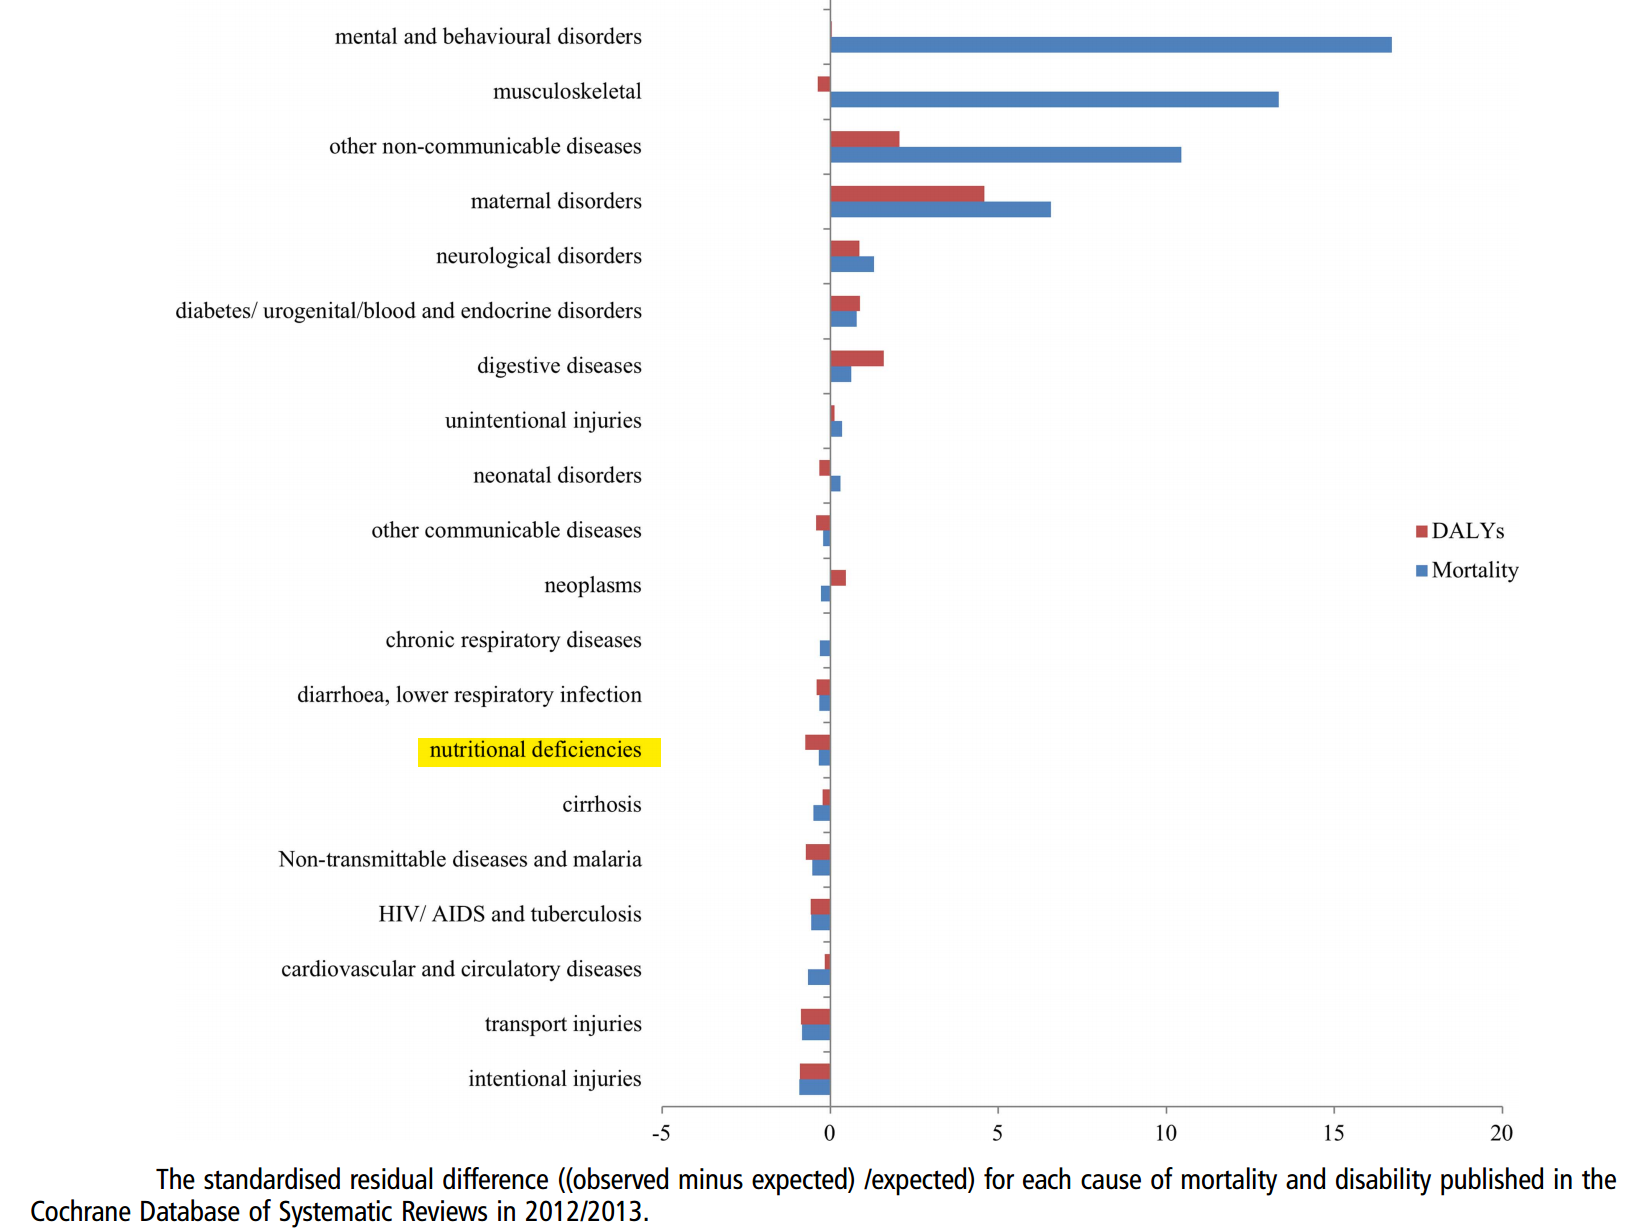 mental and behavioural disorders
musculoskeletal
other non-communicable diseases
maternal disorders
neurological disorders
diabetes/ urogenital/blood and endocrine disorders
digestive diseases
unintentional injuries
neonatal disorders
other communicable diseases
DALYs
Mortality
neoplasms
chronic respiratory diseases
diarrhoea, lower respiratory infection
nutritional deficiencies
cirrhosis
Non-transmittable diseases and malaria
HIV/ AIDS and tuberculosis
cardiovascular and circulatory diseases
transport injuries
intentional injuries
-5 0 5 10 15 20
The standardised residual difference ((observed minus expected) /expected) for each cause of mortality and disability published in the
Cochrane Database of Systematic Reviews in 2012/2013.